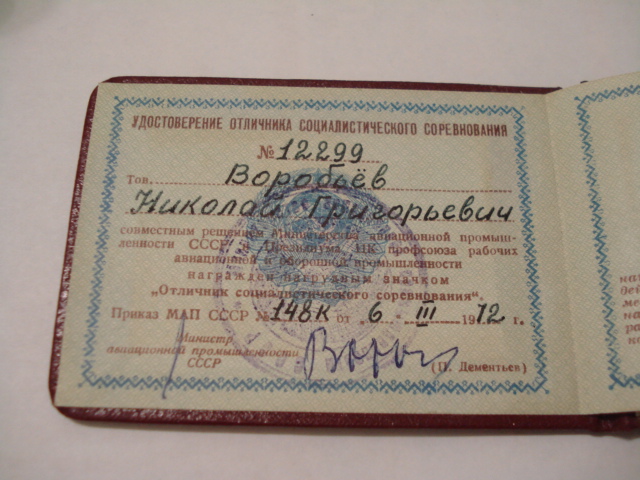 УДОСТОВЕРЕНИЕ ОТЛИЧНИКА СОЦИАЛИСТИЧЕСКОГО СОРЕВНОВАНИЯ
№ 12299
Тов. Воробьёв
Николай Григорьевич
совместным решением Министерства авиационной промыш-
ленности СССР и Президиума ЦК профсоюза рабочих
авиационной и оборонной промышленности
награжден нагрудным значком
„Отличник социалистического соревнования“.
Приказ МАП СССР № 148К от 6 III 1972 г.
Министр
авиационной промышленности
СССР
(П. Дементьев)